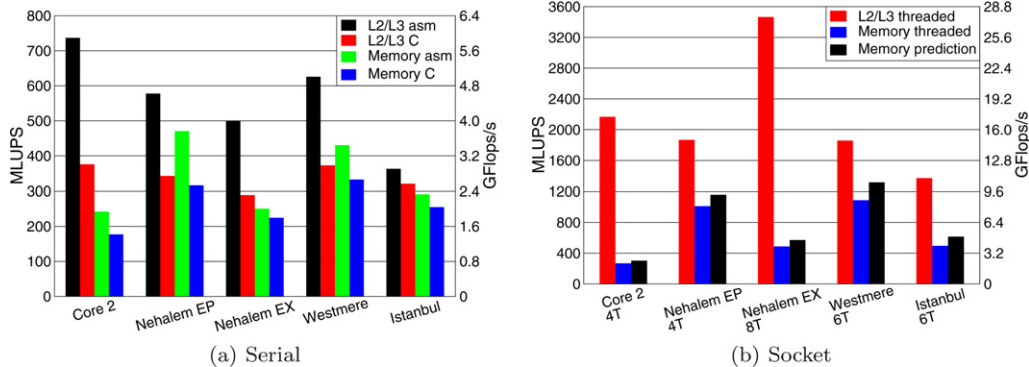 800
700
600
500
400
300
200
100
0
MLUPS
6.4
5.6
4.8
4.0
3.2
2.4
1.6
0.8
0
GFlops/s
L2/L3 asm
L2/L3 C
Memory asm
Memory C
Core 2
Nehalem EP
Nehalem EX
Westmere
Istanbul
(a) Serial
3600
3200
2800
2400
2000
1600
1200
800
400
0
MLUPS
28.8
25.6
22.4
19.2
16.0
12.8
9.6
6.4
3.2
0
GFlops/s
L2/L3 threaded
Memory threaded
Memory prediction
Core 2
4T
Nehalem EP
4T
Nehalem EX
8T
Westmere
6T
Istanbul
6T
(b) Socket